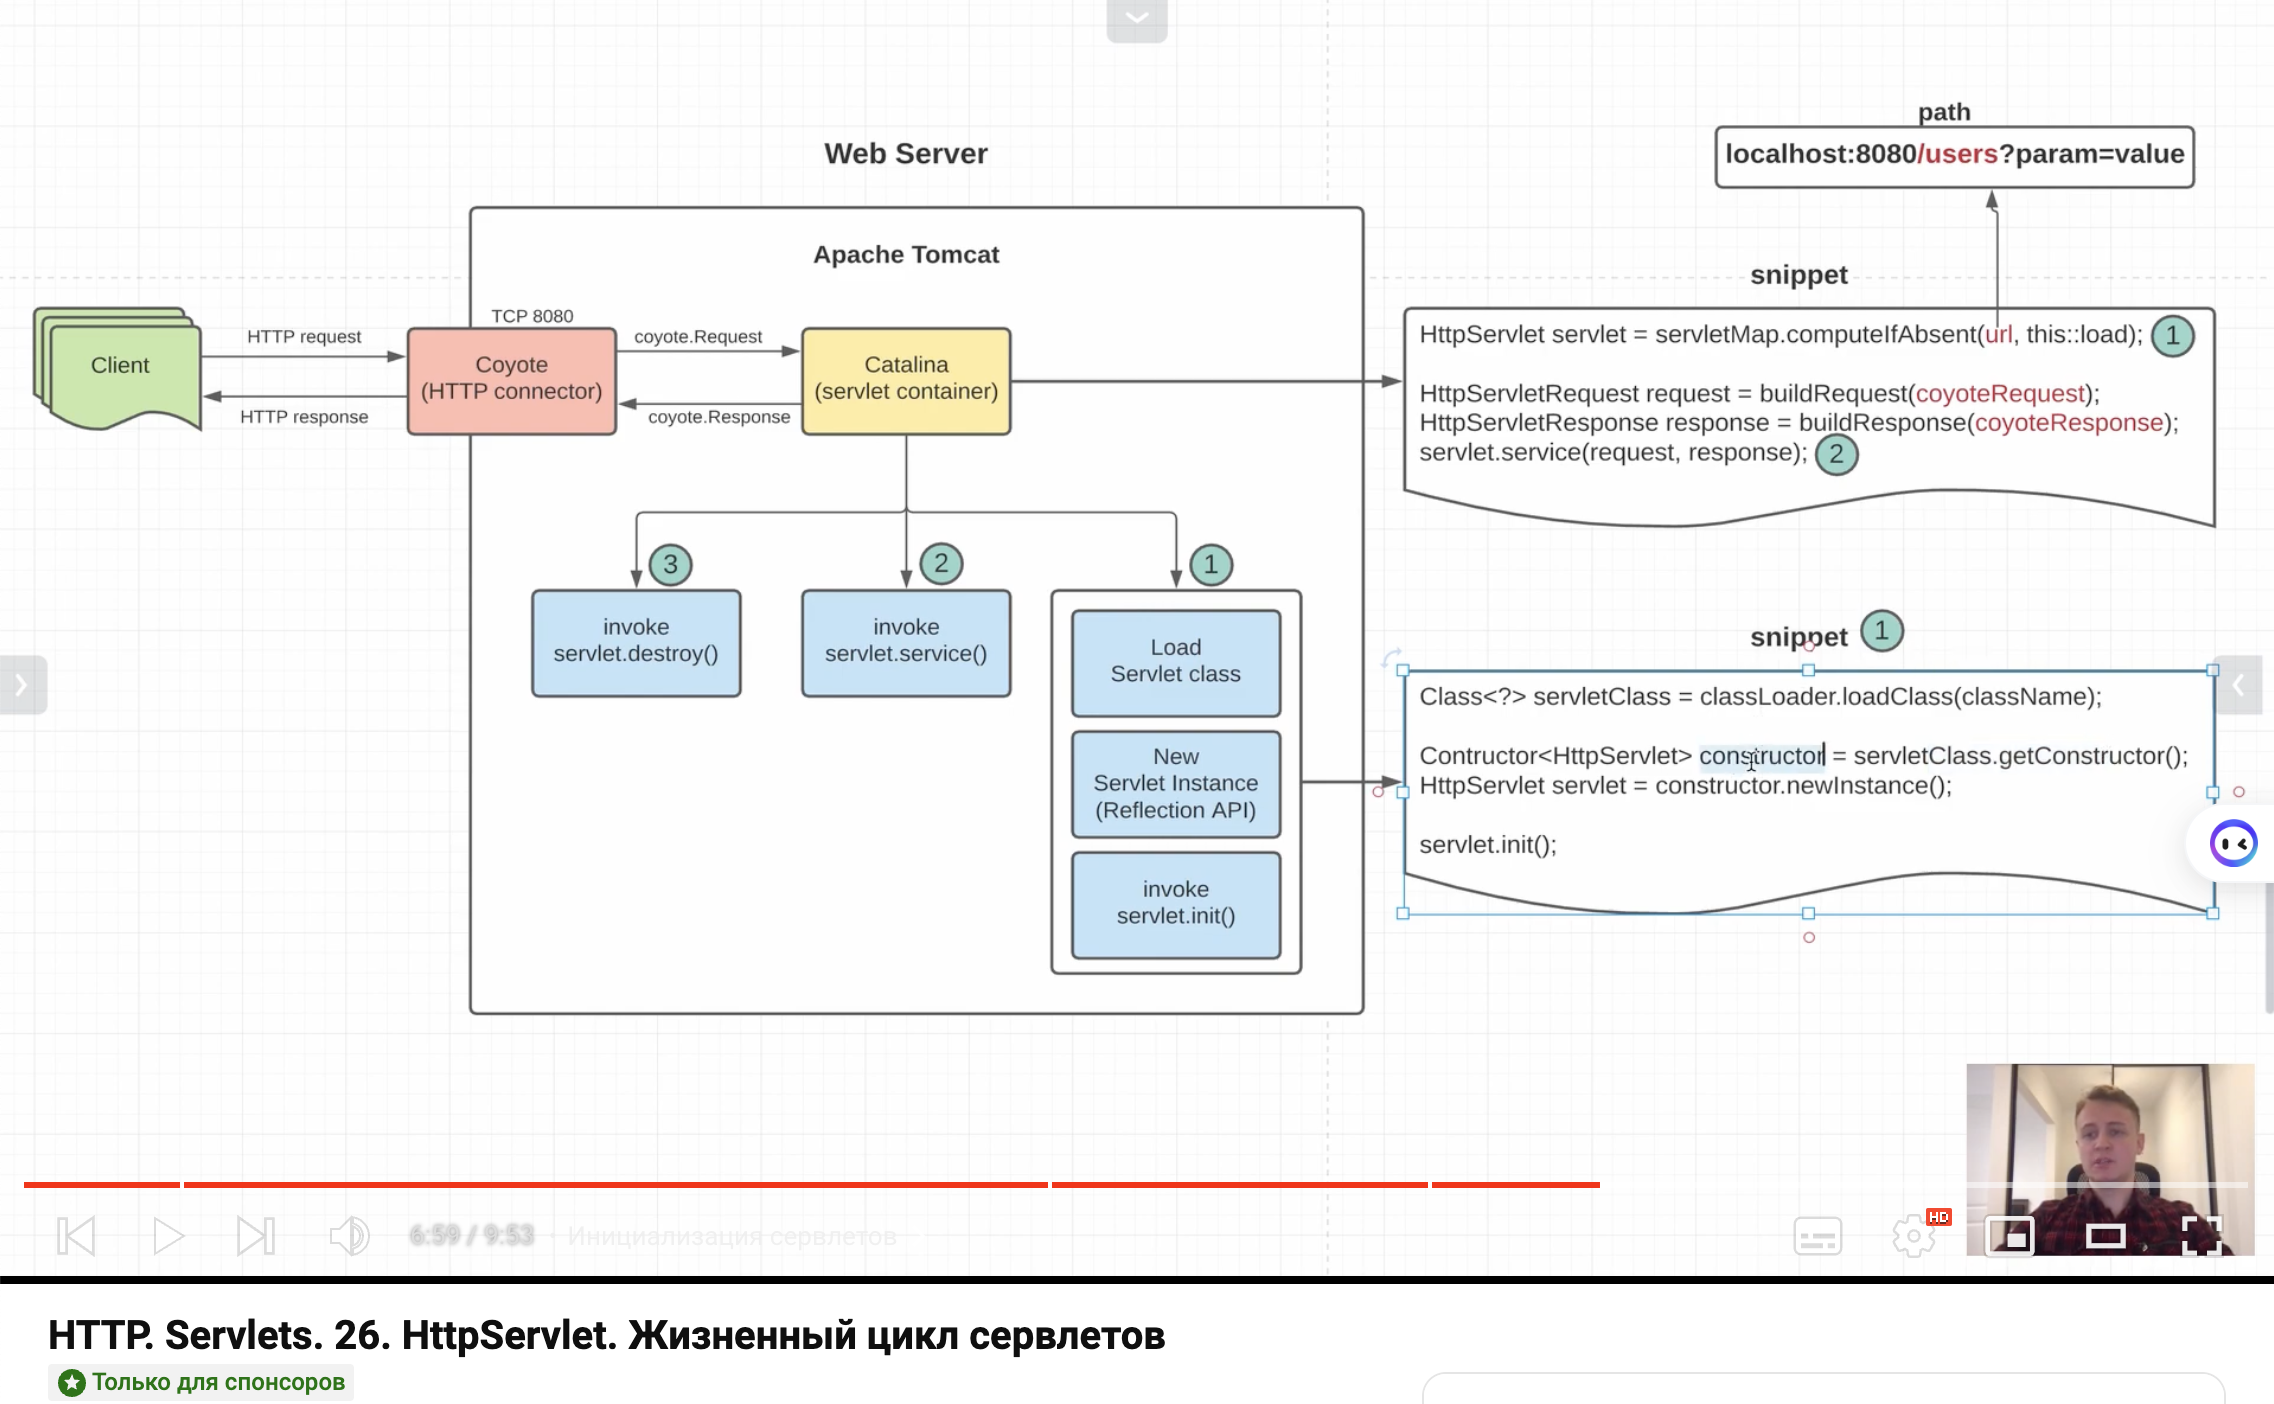 path
localhost:8080/users?param=value
Web Server
Apache Tomcat
snippet
TCP 8080
Client
HTTP request
HTTP response
Coyote
(HTTP connector)
coyote.Request
coyote.Response
Catalina
(servlet container)
HttpServlet servlet = servletMap.computeIfAbsent(url, this::load); 1
HttpServletRequest request = buildRequest(coyoteRequest);
HttpServletResponse response = buildResponse(coyoteResponse);
servlet.service(request, response); 2
3
invoke
servlet.destroy()
2
invoke
servlet.service()
1
Load
Servlet class
New
Servlet Instance
(Reflection API)
invoke
servlet.init()
snippet 1
Class<?> servletClass = classLoader.loadClass(className);
Contructor<HttpServlet> constructor = servletClass.getConstructor();
HttpServlet servlet = constructor.newInstance();
servlet.init();
6:59 / 9:53 • Инициализация сервлетов
HD
HTTP. Servlets. 26. HttpServlet. Жизненный цикл сервлетов
Только для спонсоров